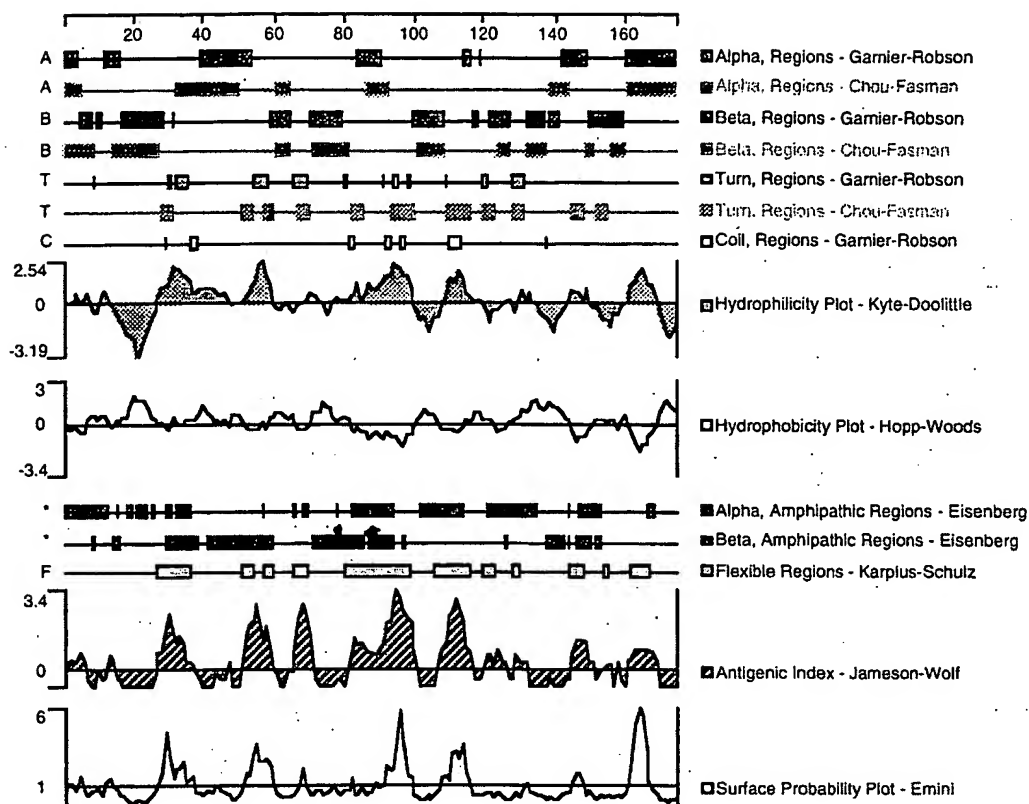 20 40 60 80 100 120 140 160
A Alpha, Regions - Garnier-Robson
A Alpha, Regions - Chou-Fasman
B Beta, Regions - Garnier-Robson
B Beta, Regions - Chou-Fasman
T Turn, Regions - Garnier-Robson
T Turn, Regions - Chou-Fasman
C Coil, Regions - Garnier-Robson
2.54
0 Hydrophilicity Plot - Kyte-Doolittle
-3.19
3
0 Hydrophobicity Plot - Hopp-Woods
-3.4
* Alpha, Amphipathic Regions - Eisenberg
* Beta, Amphipathic Regions - Eisenberg
F Flexible Regions - Karplus-Schulz
3.4
0 Antigenic Index - Jameson-Wolf
6
1 Surface Probability Plot - Emini